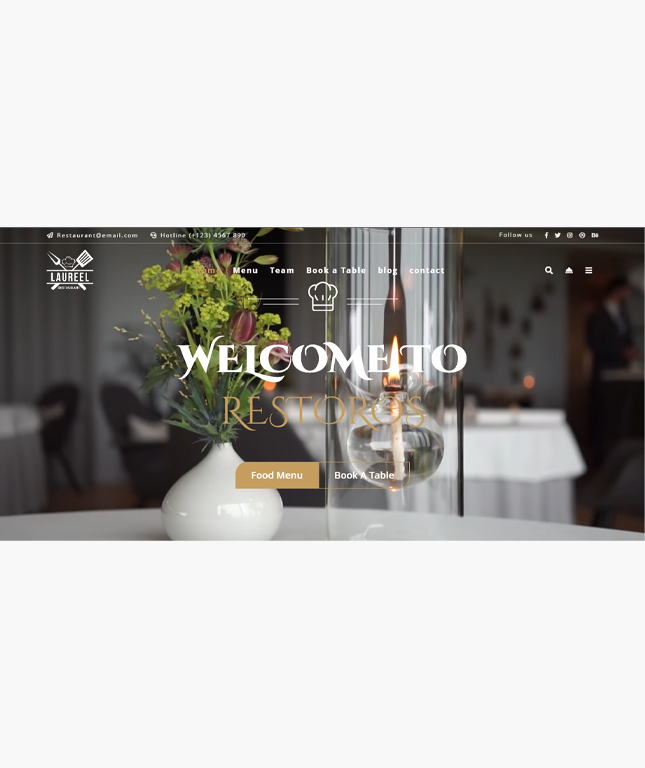 Restaurant@email.com Hotline (+123) 4567 890
Follow us
LAUREEL
RESTAURANT
Home Menu Team Book a Table blog contact
WELCOME TO
RESTOROS
Food Menu Book A Table